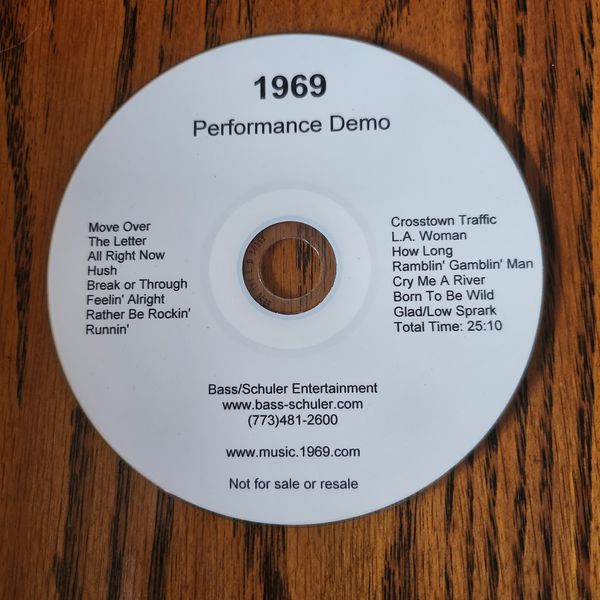 1969
Performance Demo
Move Over
The Letter
All Right Now
Hush
Break or Through
Feelin' Alright
Rather Be Rockin'
Runnin'
Crosstown Traffic
L.A. Woman
How Long
Ramblin' Gamblin' Man
Cry Me A River
Born To Be Wild
Glad/Low Sprark
Total Time: 25:10
Bass/Schuler Entertainment
www.bass-schuler.com
(773)481-2600
www.music.1969.com
Not for sale or resale